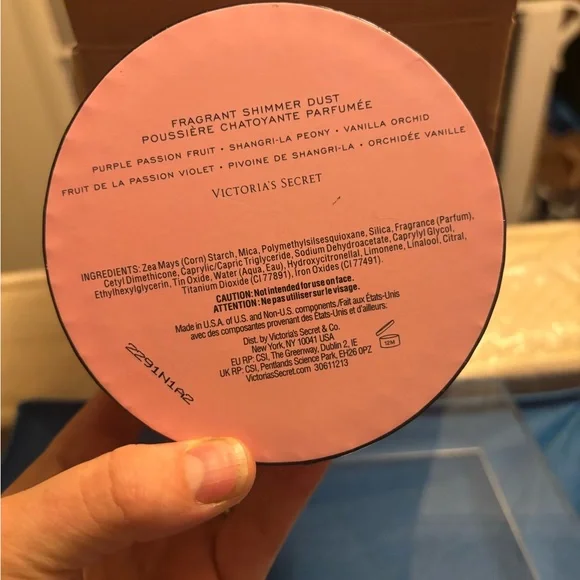 FRAGRANT SHIMMER DUST
POUSSIÈRE CHATOYANTE PARFUMÉE
PURPLE PASSION FRUIT • SHANGRI-LA PEONY • VANILLA ORCHID
FRUIT DE LA PASSION VIOLET • PIVOINE DE SHANGRI-LA • ORCHIDÉE VANILLE
VICTORIA'S SECRET
INGREDIENTS: Zea Mays (Corn) Starch, Mica, Polymethylsilsesquioxane, Silica, Fragrance (Parfum),
Cetyl Dimethicone, Caprylic/Capric Triglyceride, Sodium Dehydroacetate, Caprylyl Glycol,
Ethylhexylglycerin, Tin Oxide, Water (Aqua, Eau), Hydroxycitronellal, Limonene, Linalool, Citral,
Titanium Dioxide (CI 77891), Iron Oxides (CI 77491).
CAUTION: Not intended for use on face.
ATTENTION: Ne pas utiliser sur le visage.
Made in U.S.A. of U.S. and Non-U.S. components./Fait aux États-Unis
avec des composantes provenant des États-Unis et d'ailleurs.
Dist. by Victoria's Secret & Co.
New York, NY 10041 USA
EU RP: CSI, The Greenway, Dublin 2, IE
UK RP: CSI, Pentlands Science Park, EH26 0PZ
VictoriasSecret.com 30611213
12M
2291N1A2